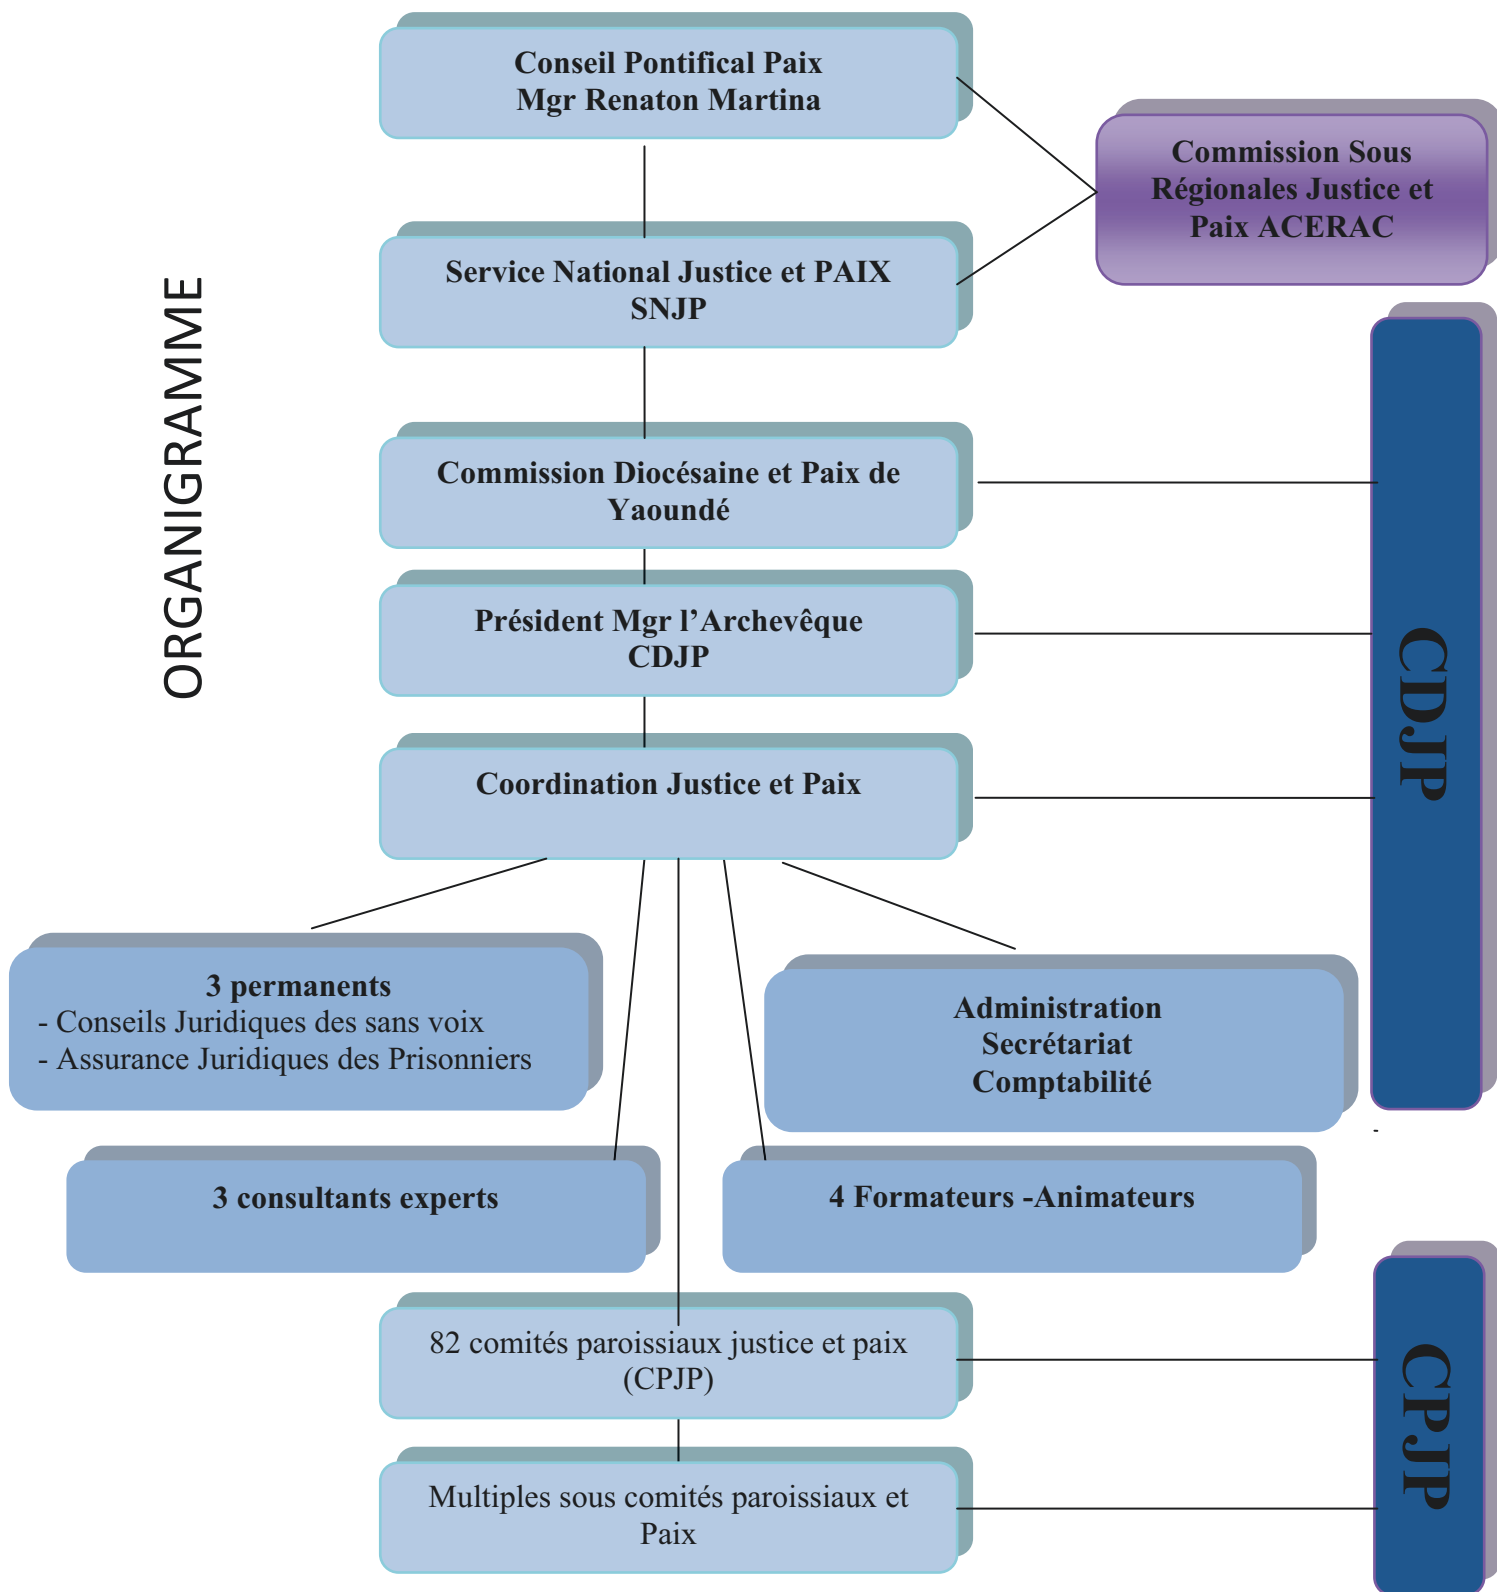 ORGANIGRAMME
Conseil Pontifical Paix
Mgr Renaton Martina
Commission Sous
Régionales Justice et
Paix ACERAC
Service National Justice et PAIX
SNJP
Commission Diocésaine et Paix de
Yaoundé
Président Mgr l’Archevêque
CDJP
Coordination Justice et Paix
CDJP
3 permanents
- Conseils Juridiques des sans voix
- Assurance Juridiques des Prisonniers
Administration
Secrétariat
Comptabilité
-
3 consultants experts
4 Formateurs -Animateurs
82 comités paroissiaux justice et paix
(CPJP)
Multiples sous comités paroissiaux et
Paix
CPJP